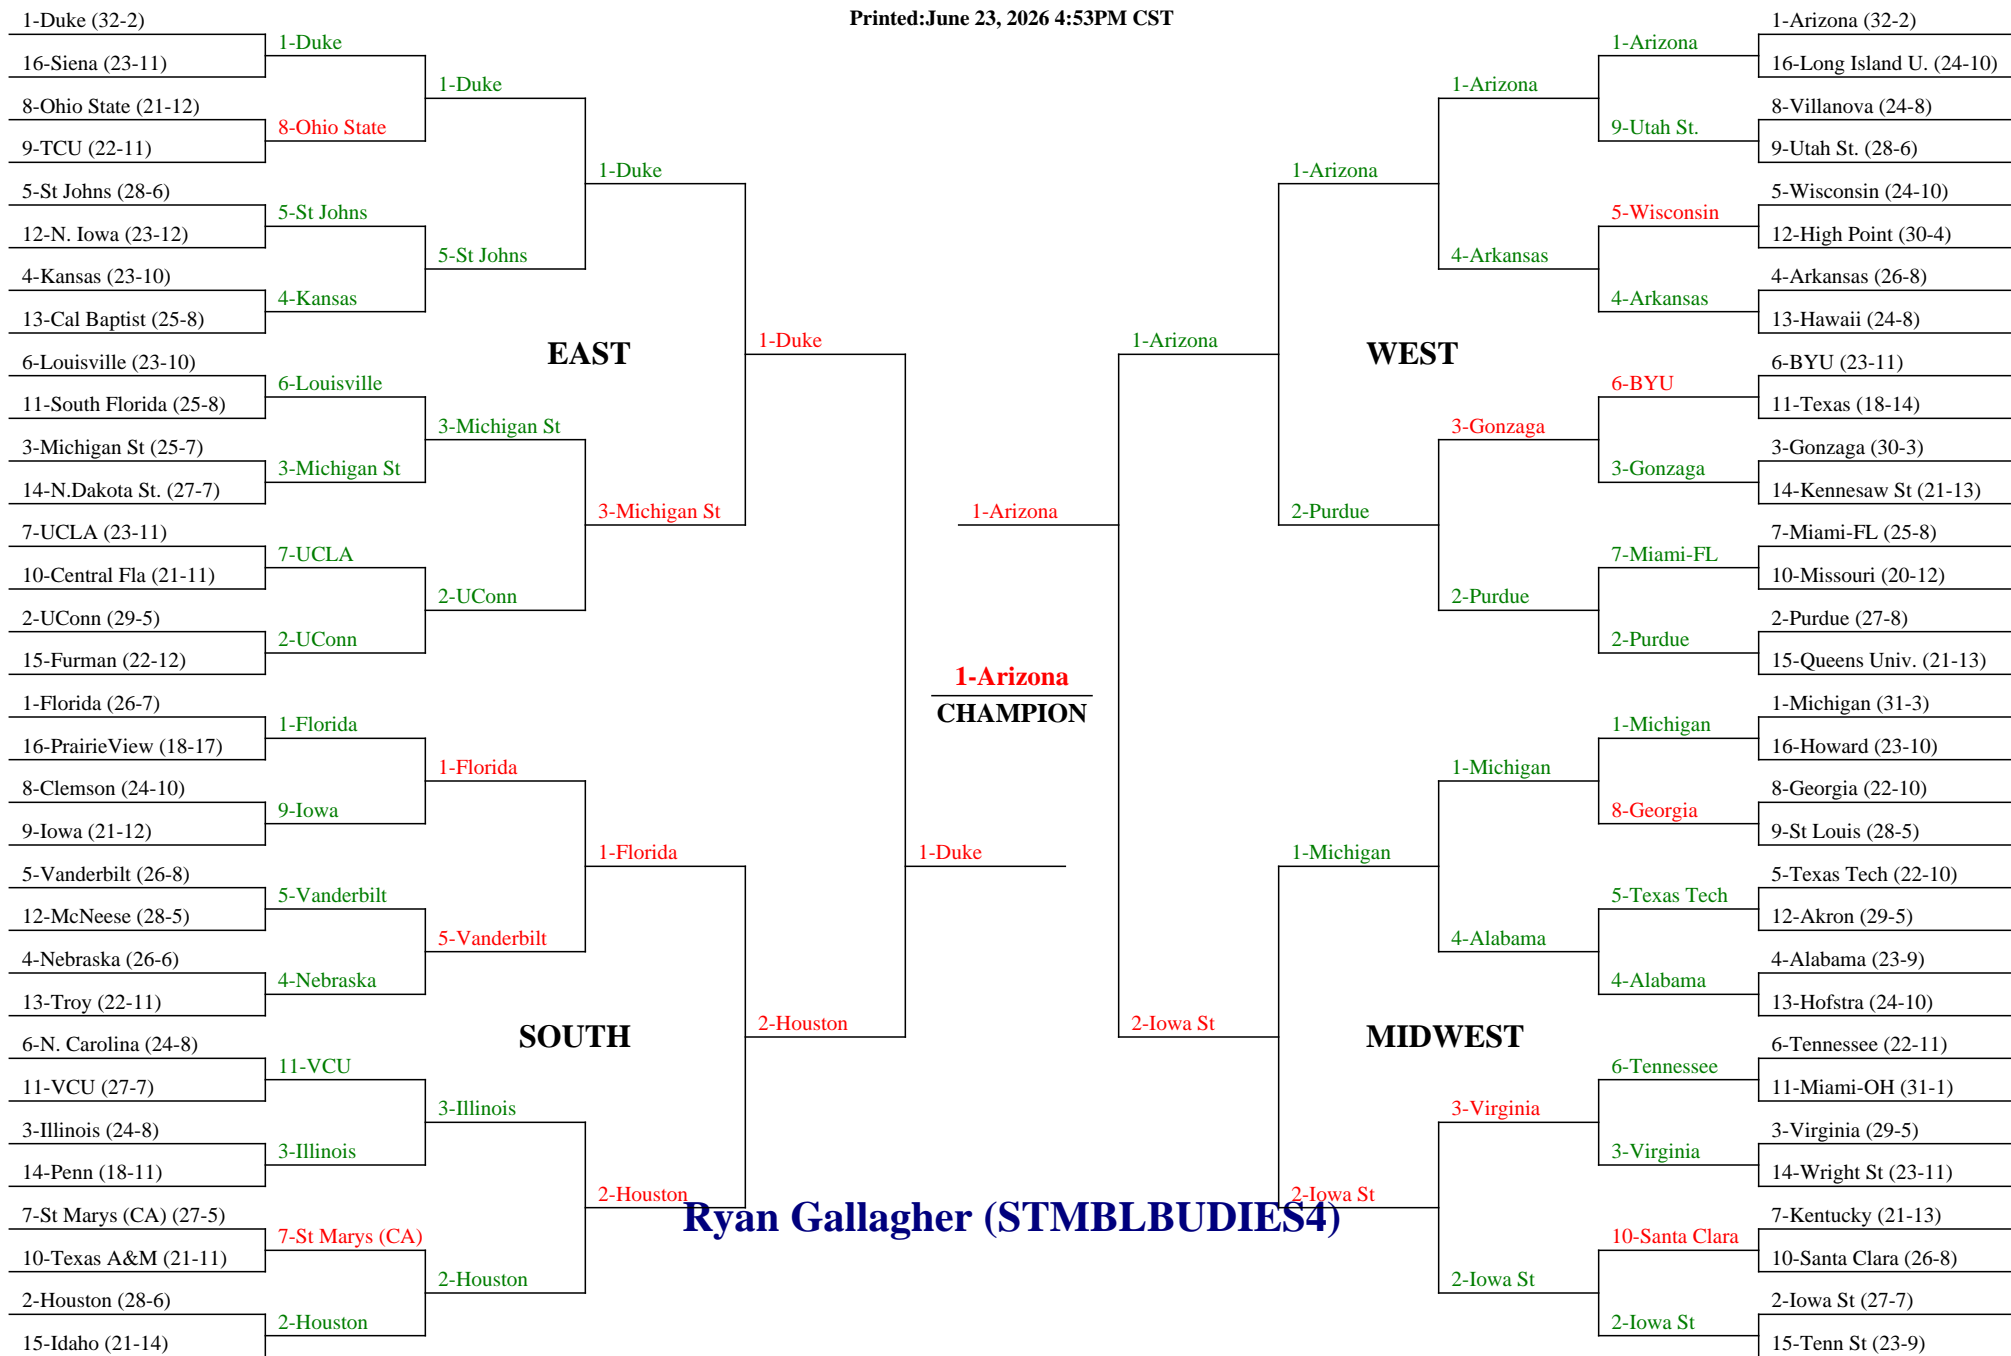 Printed:June 23, 2026 4:53PM CST
1-Duke (32-2)
16-Siena (23-11)
8-Ohio State (21-12)
9-TCU (22-11)
5-St Johns (28-6)
12-N. Iowa (23-12)
4-Kansas (23-10)
13-Cal Baptist (25-8)
6-Louisville (23-10)
11-South Florida (25-8)
3-Michigan St (25-7)
14-N.Dakota St. (27-7)
7-UCLA (23-11)
10-Central Fla (21-11)
2-UConn (29-5)
15-Furman (22-12)
1-Florida (26-7)
16-PrairieView (18-17)
8-Clemson (24-10)
9-Iowa (21-12)
5-Vanderbilt (26-8)
12-McNeese (28-5)
4-Nebraska (26-6)
13-Troy (22-11)
6-N. Carolina (24-8)
11-VCU (27-7)
3-Illinois (24-8)
14-Penn (18-11)
7-St Marys (CA) (27-5)
10-Texas A&M (21-11)
2-Houston (28-6)
15-Idaho (21-14)
1-Duke
8-Ohio State
5-St Johns
4-Kansas
6-Louisville
3-Michigan St
7-UCLA
2-UConn
1-Florida
9-Iowa
5-Vanderbilt
4-Nebraska
11-VCU
3-Illinois
7-St Marys (CA)
2-Houston
1-Duke
5-St Johns
3-Michigan St
2-UConn
1-Florida
5-Vanderbilt
3-Illinois
2-Houston
EAST
SOUTH
1-Duke
3-Michigan St
1-Florida
2-Houston
1-Duke
2-Houston
1-Duke
1-Arizona
1-Arizona
CHAMPION
Ryan Gallagher (STMBLBUDIES4)
1-Arizona
2-Iowa St
1-Arizona
2-Purdue
1-Michigan
2-Iowa St
WEST
MIDWEST
1-Arizona
4-Arkansas
3-Gonzaga
2-Purdue
1-Michigan
4-Alabama
3-Virginia
2-Iowa St
1-Arizona
9-Utah St.
5-Wisconsin
4-Arkansas
6-BYU
3-Gonzaga
7-Miami-FL
2-Purdue
1-Michigan
8-Georgia
5-Texas Tech
4-Alabama
6-Tennessee
3-Virginia
10-Santa Clara
2-Iowa St
1-Arizona (32-2)
16-Long Island U. (24-10)
8-Villanova (24-8)
9-Utah St. (28-6)
5-Wisconsin (24-10)
12-High Point (30-4)
4-Arkansas (26-8)
13-Hawaii (24-8)
6-BYU (23-11)
11-Texas (18-14)
3-Gonzaga (30-3)
14-Kennesaw St (21-13)
7-Miami-FL (25-8)
10-Missouri (20-12)
2-Purdue (27-8)
15-Queens Univ. (21-13)
1-Michigan (31-3)
16-Howard (23-10)
8-Georgia (22-10)
9-St Louis (28-5)
5-Texas Tech (22-10)
12-Akron (29-5)
4-Alabama (23-9)
13-Hofstra (24-10)
6-Tennessee (22-11)
11-Miami-OH (31-1)
3-Virginia (29-5)
14-Wright St (23-11)
7-Kentucky (21-13)
10-Santa Clara (26-8)
2-Iowa St (27-7)
15-Tenn St (23-9)